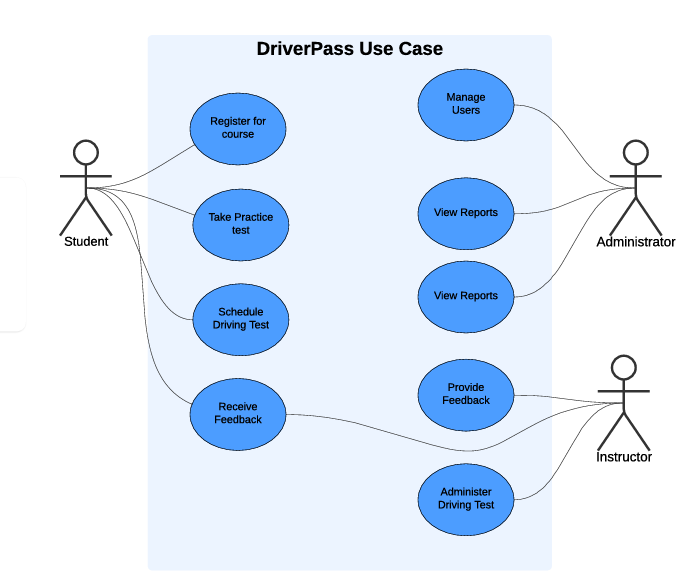 DriverPass Use Case
Register for
course
Take Practice
test
Schedule
Driving Test
Receive
Feedback
Manage
Users
View Reports
View Reports
Provide
Feedback
Administer
Driving Test
Student
Administrator
Instructor